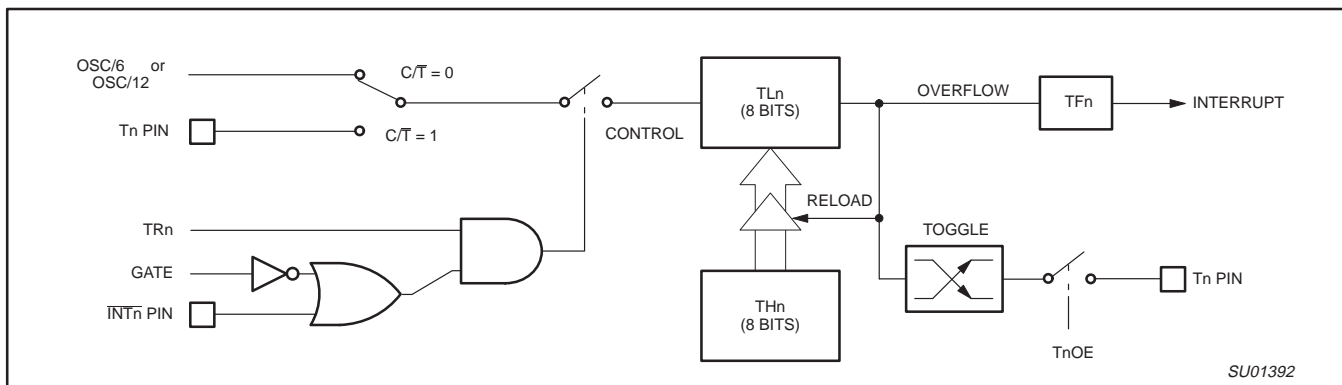 OSC/6 or
OSC/12
C/T̅ = 0
Tn PIN
C/T̅ = 1
CONTROL
TLn
(8 BITS)
OVERFLOW
TFn
INTERRUPT
RELOAD
TOGGLE
TRn
GATE
I̅N̅T̅n̅ PIN
THn
(8 BITS)
Tn PIN
TnOE
SU01392